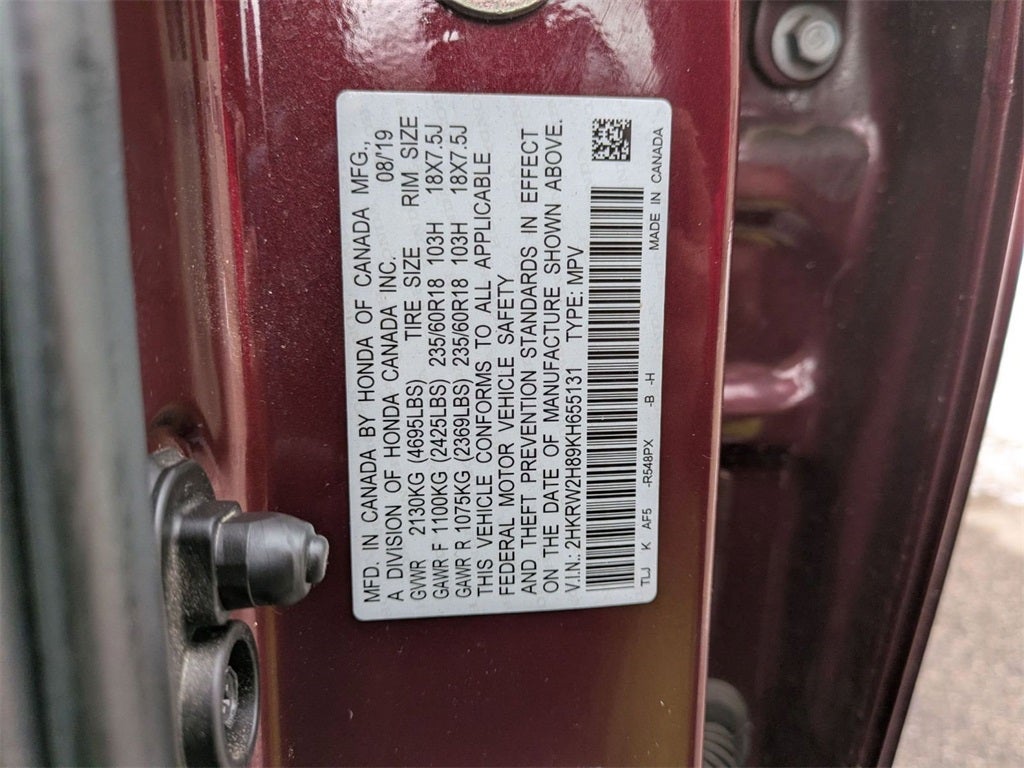 MFD. IN CANADA BY HONDA OF CANADA MFG.,
A DIVISION OF HONDA CANADA INC. 08/19
GVWR 2130KG (4695LBS) TIRE SIZE RIM SIZE
GAWR F 1100KG (2425LBS) 235/60R18 103H 18X7.5J
GAWR R 1075KG (2369LBS) 235/60R18 103H 18X7.5J
THIS VEHICLE CONFORMS TO ALL APPLICABLE
FEDERAL MOTOR VEHICLE SAFETY
AND THEFT PREVENTION STANDARDS IN EFFECT
ON THE DATE OF MANUFACTURE SHOWN ABOVE.
V.I.N.: 2HKRW2H89KH655131 TYPE: MPV
TLJ K AF5 -R548PX -B -H MADE IN CANADA